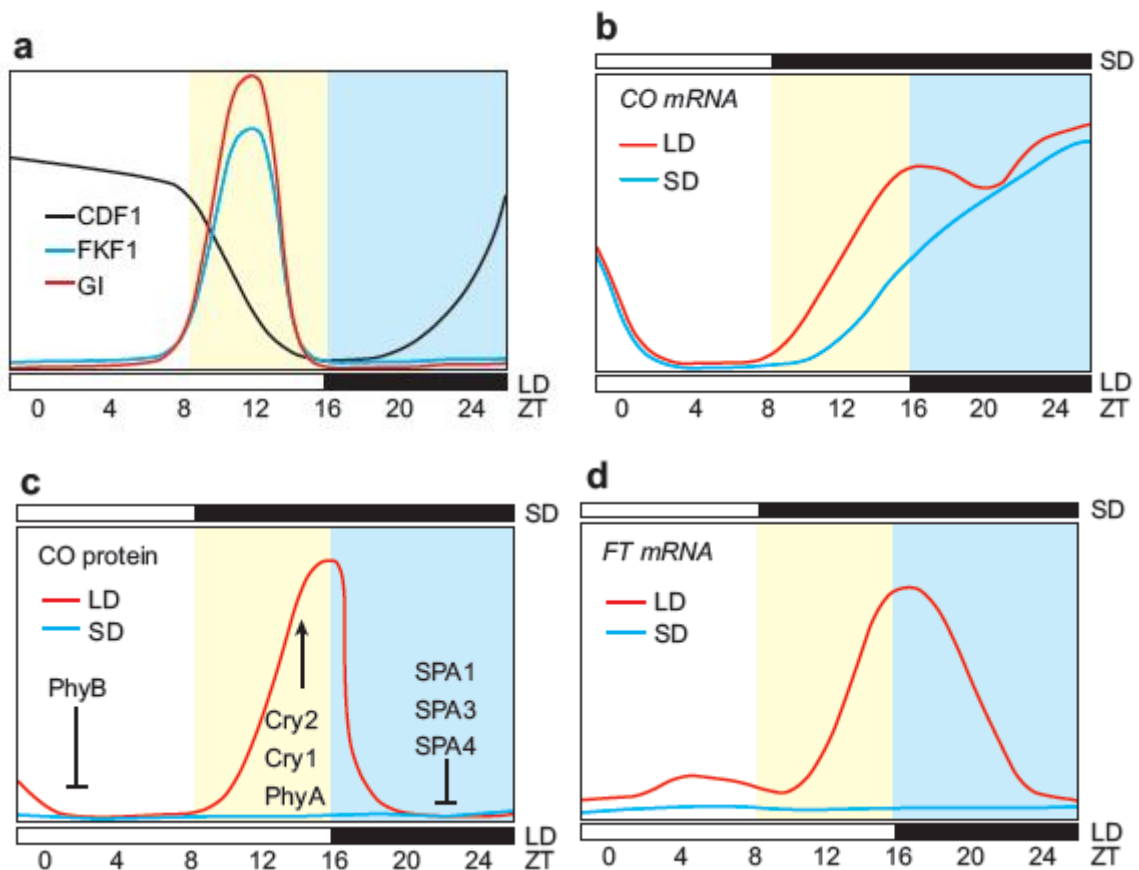 a
CDF1
FKF1
GI
LD
0 4 8 12 16 20 24 ZT
b
SD
CO mRNA
LD
SD
LD
0 4 8 12 16 20 24 ZT
c
SD
CO protein
LD
SD
PhyB
Cry2
Cry1
PhyA
SPA1
SPA3
SPA4
LD
0 4 8 12 16 20 24 ZT
d
SD
FT mRNA
LD
SD
LD
0 4 8 12 16 20 24 ZT